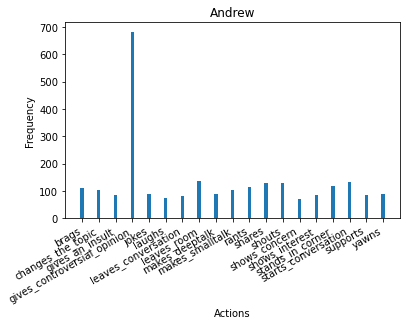 Andrew
Frequency
700
600
500
400
300
200
100
0
brags
changes_the_topic
gives_an_insult
gives_controversial_opinion
jokes
laughs
leaves_conversation
leaves_room
makes_deeptalk
makes_smalltalk
rants
shares
shouts
shows_concern
shows_interest
stands_in_corner
starts_conversation
supports
yawns
Actions